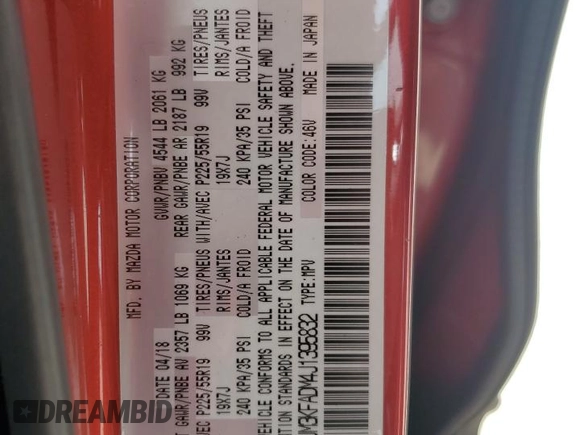 MFD. BY MAZDA MOTOR CORPORATION
DATE 04/18 GVWR/PNBV 4544 LB 2061 KG
GAWR/PNBE AV 2357 LB 1069 KG REAR GAWR/PNBE AR 2187 LB 992 KG
P225/55R19 99V TIRES/PNEUS WITH/AVEC P225/55R19 99V TIRES/PNEUS
19X7J RIMS/JANTES 19X7J RIMS/JANTES
240 KPA/35 PSI COLD/A FROID 240 KPA/35 PSI COLD/A FROID
VEHICLE CONFORMS TO ALL APPLICABLE FEDERAL MOTOR VEHICLE SAFETY AND THEFT
STANDARDS IN EFFECT ON THE DATE OF MANUFACTURE SHOWN ABOVE.
JM3KFADM4J1395832 TYPE:MPV COLOR CODE:46V MADE IN JAPAN
DREAMBID